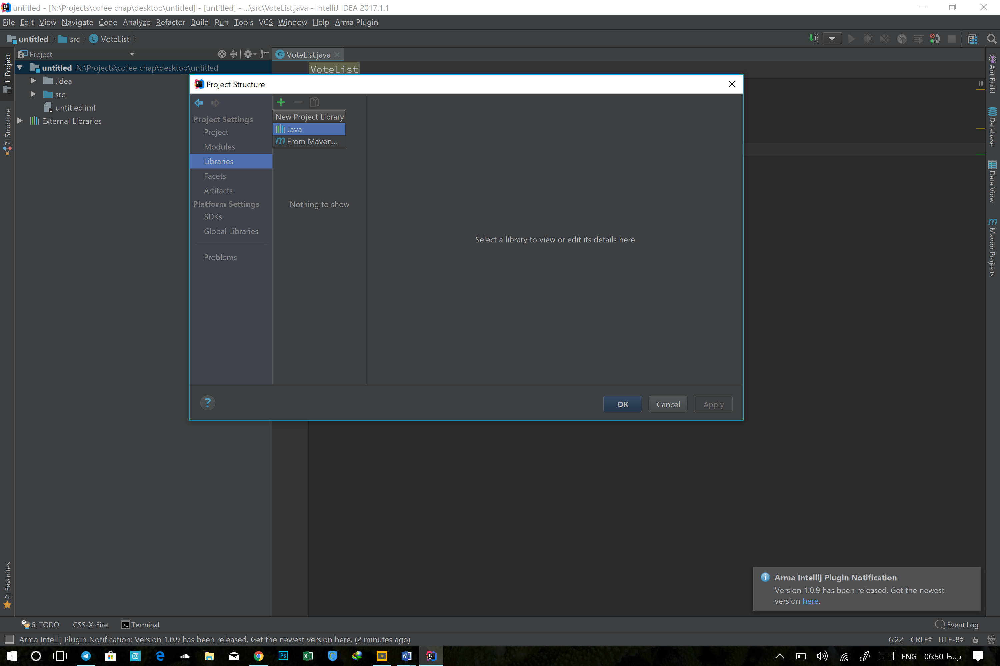 untitled - [N:\Projects\cofee chap\desktop\untitled] - [untitled] - ...\src\VoteList.java - IntelliJ IDEA 2017.1.1
File Edit View Navigate Code Analyze Refactor Build Run Tools VCS Window Help Arma Plugin
untitled src VoteList
Project
VoteList.java
1: Project
untitled N:\Projects\cofee chap\desktop\untitled
VoteList
.idea
src
untitled.iml
External Libraries
7: Structure
Project Structure
New Project Library
Java
From Maven...
Project Settings
Project
Modules
Libraries
Facets
Artifacts
Platform Settings
SDKs
Global Libraries
Problems
Nothing to show
Select a library to view or edit its details here
? OK Cancel Apply
Ant Build
Database
Data View
Maven Projects
2: Favorites
Arma Intellij Plugin Notification
Version 1.0.9 has been released. Get the newest
version here.
6: TODO CSS-X-Fire Terminal Event Log
Arma Intellij Plugin Notification: Version 1.0.9 has been released. Get the newest version here. (2 minutes ago) 6:22 CRLF UTF-8
ENG 06:50 ب.ظ